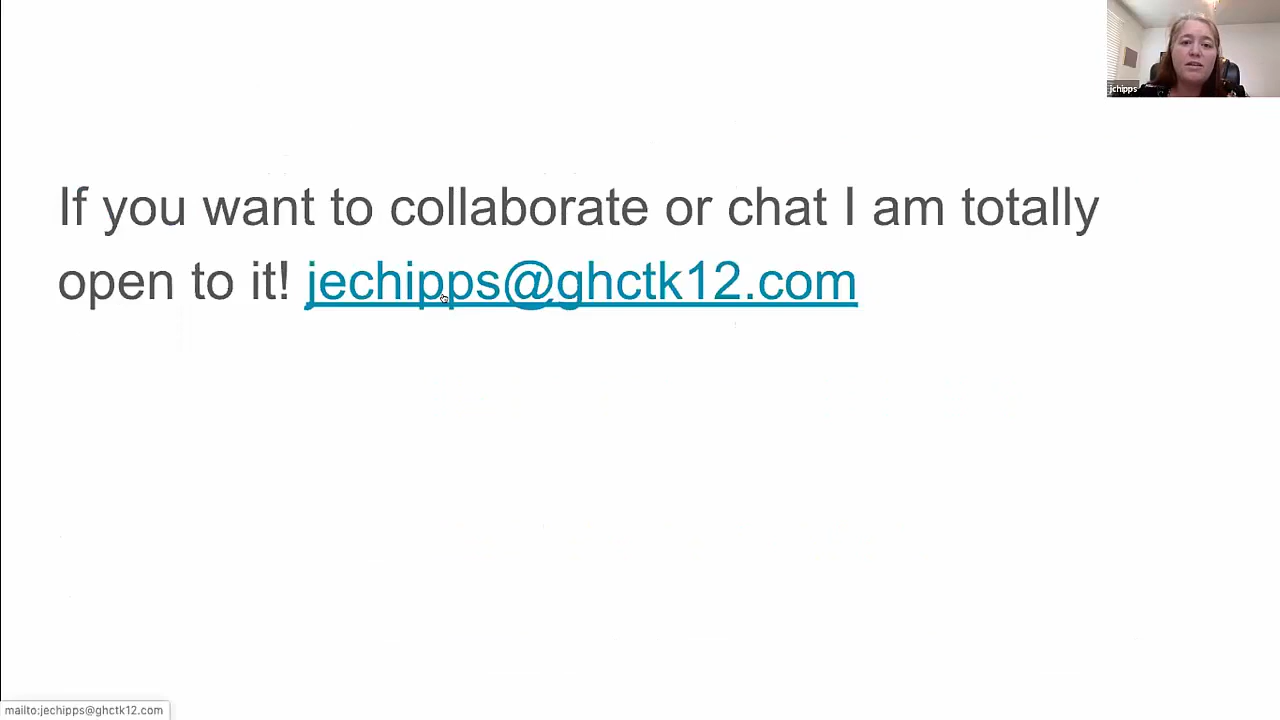 jchipps
If you want to collaborate or chat I am totally
open to it! jechipps@ghctk12.com
mailto:jechipps@ghctk12.com